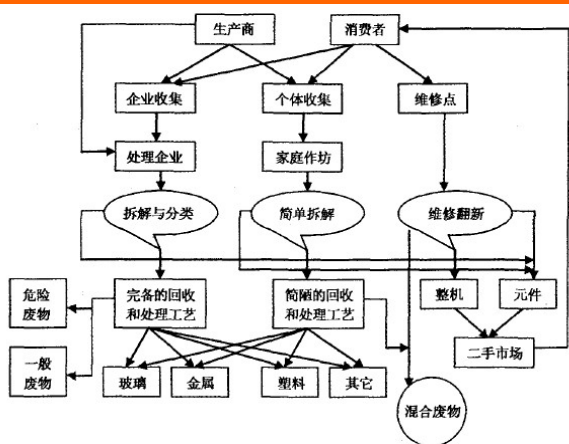 生产商
消费者
企业收集
个体收集
维修点
处理企业
家庭作坊
拆解与分类
简单拆解
维修翻新
危险
废物
完备的回收
和处理工艺
简陋的回收
和处理工艺
整机
元件
一般
废物
玻璃
金属
塑料
其它
二手市场
混合废物